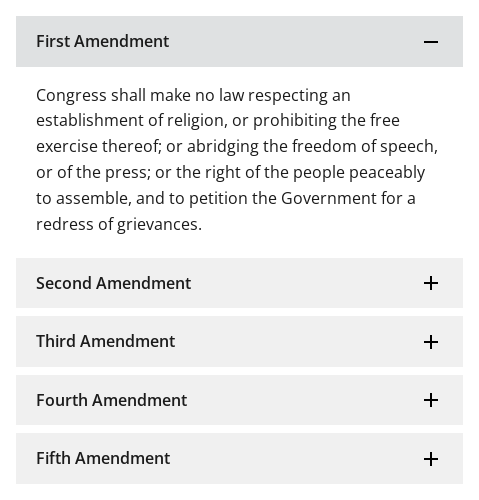 First Amendment
Congress shall make no law respecting an
establishment of religion, or prohibiting the free
exercise thereof; or abridging the freedom of speech,
or of the press; or the right of the people peaceably
to assemble, and to petition the Government for a
redress of grievances.
Second Amendment
Third Amendment
Fourth Amendment
Fifth Amendment